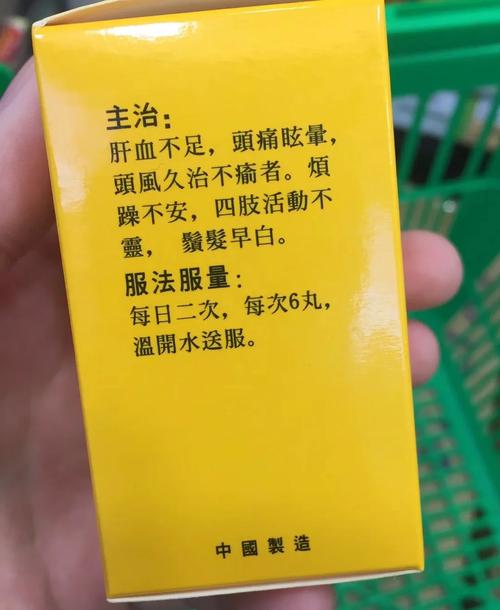 主治:
肝血不足，頭痛眩暈，
頭風久治不瘉者。煩
躁不安，四肢活動不
靈， 鬚髮早白。
服法服量:
每日二次，每次6丸，
溫開水送服。
中國製造